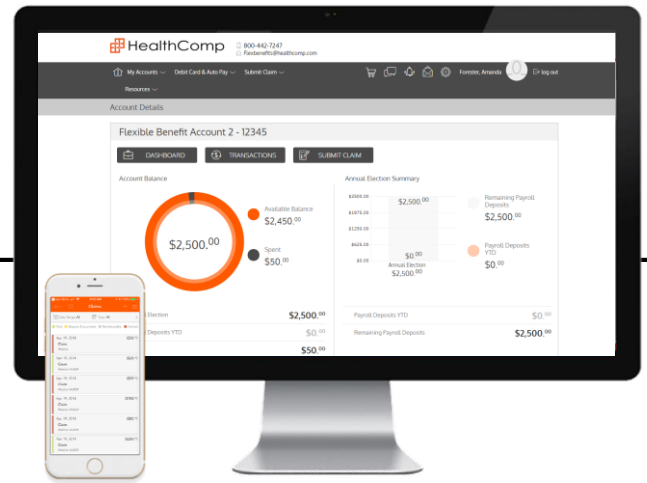 HealthComp
800-442-7247
flexbenefits@healthcomp.com
My Accounts Debit Card & Auto Pay Submit Claim
Forrster, Amanda log out
Resources
Account Details
Flexible Benefit Account 2 - 12345
DASHBOARD TRANSACTIONS SUBMIT CLAIM
Account Balance
$2,500.00
Available Balance
$2,450.00
Spent
$50.00
Annual Election Summary
$2500.00
$1875.00
$1250.00
$625.00
$0.00
$2,500.00
$0.00
Annual Election
$2,500.00
Remaining Payroll
Deposits
$2,500.00
Payroll Deposits
YTD
$0.00
Election $2,500.00
Deposits YTD $0.00
$50.00
Payroll Deposits YTD $0.00
Remaining Payroll Deposits $2,500.00
Claims